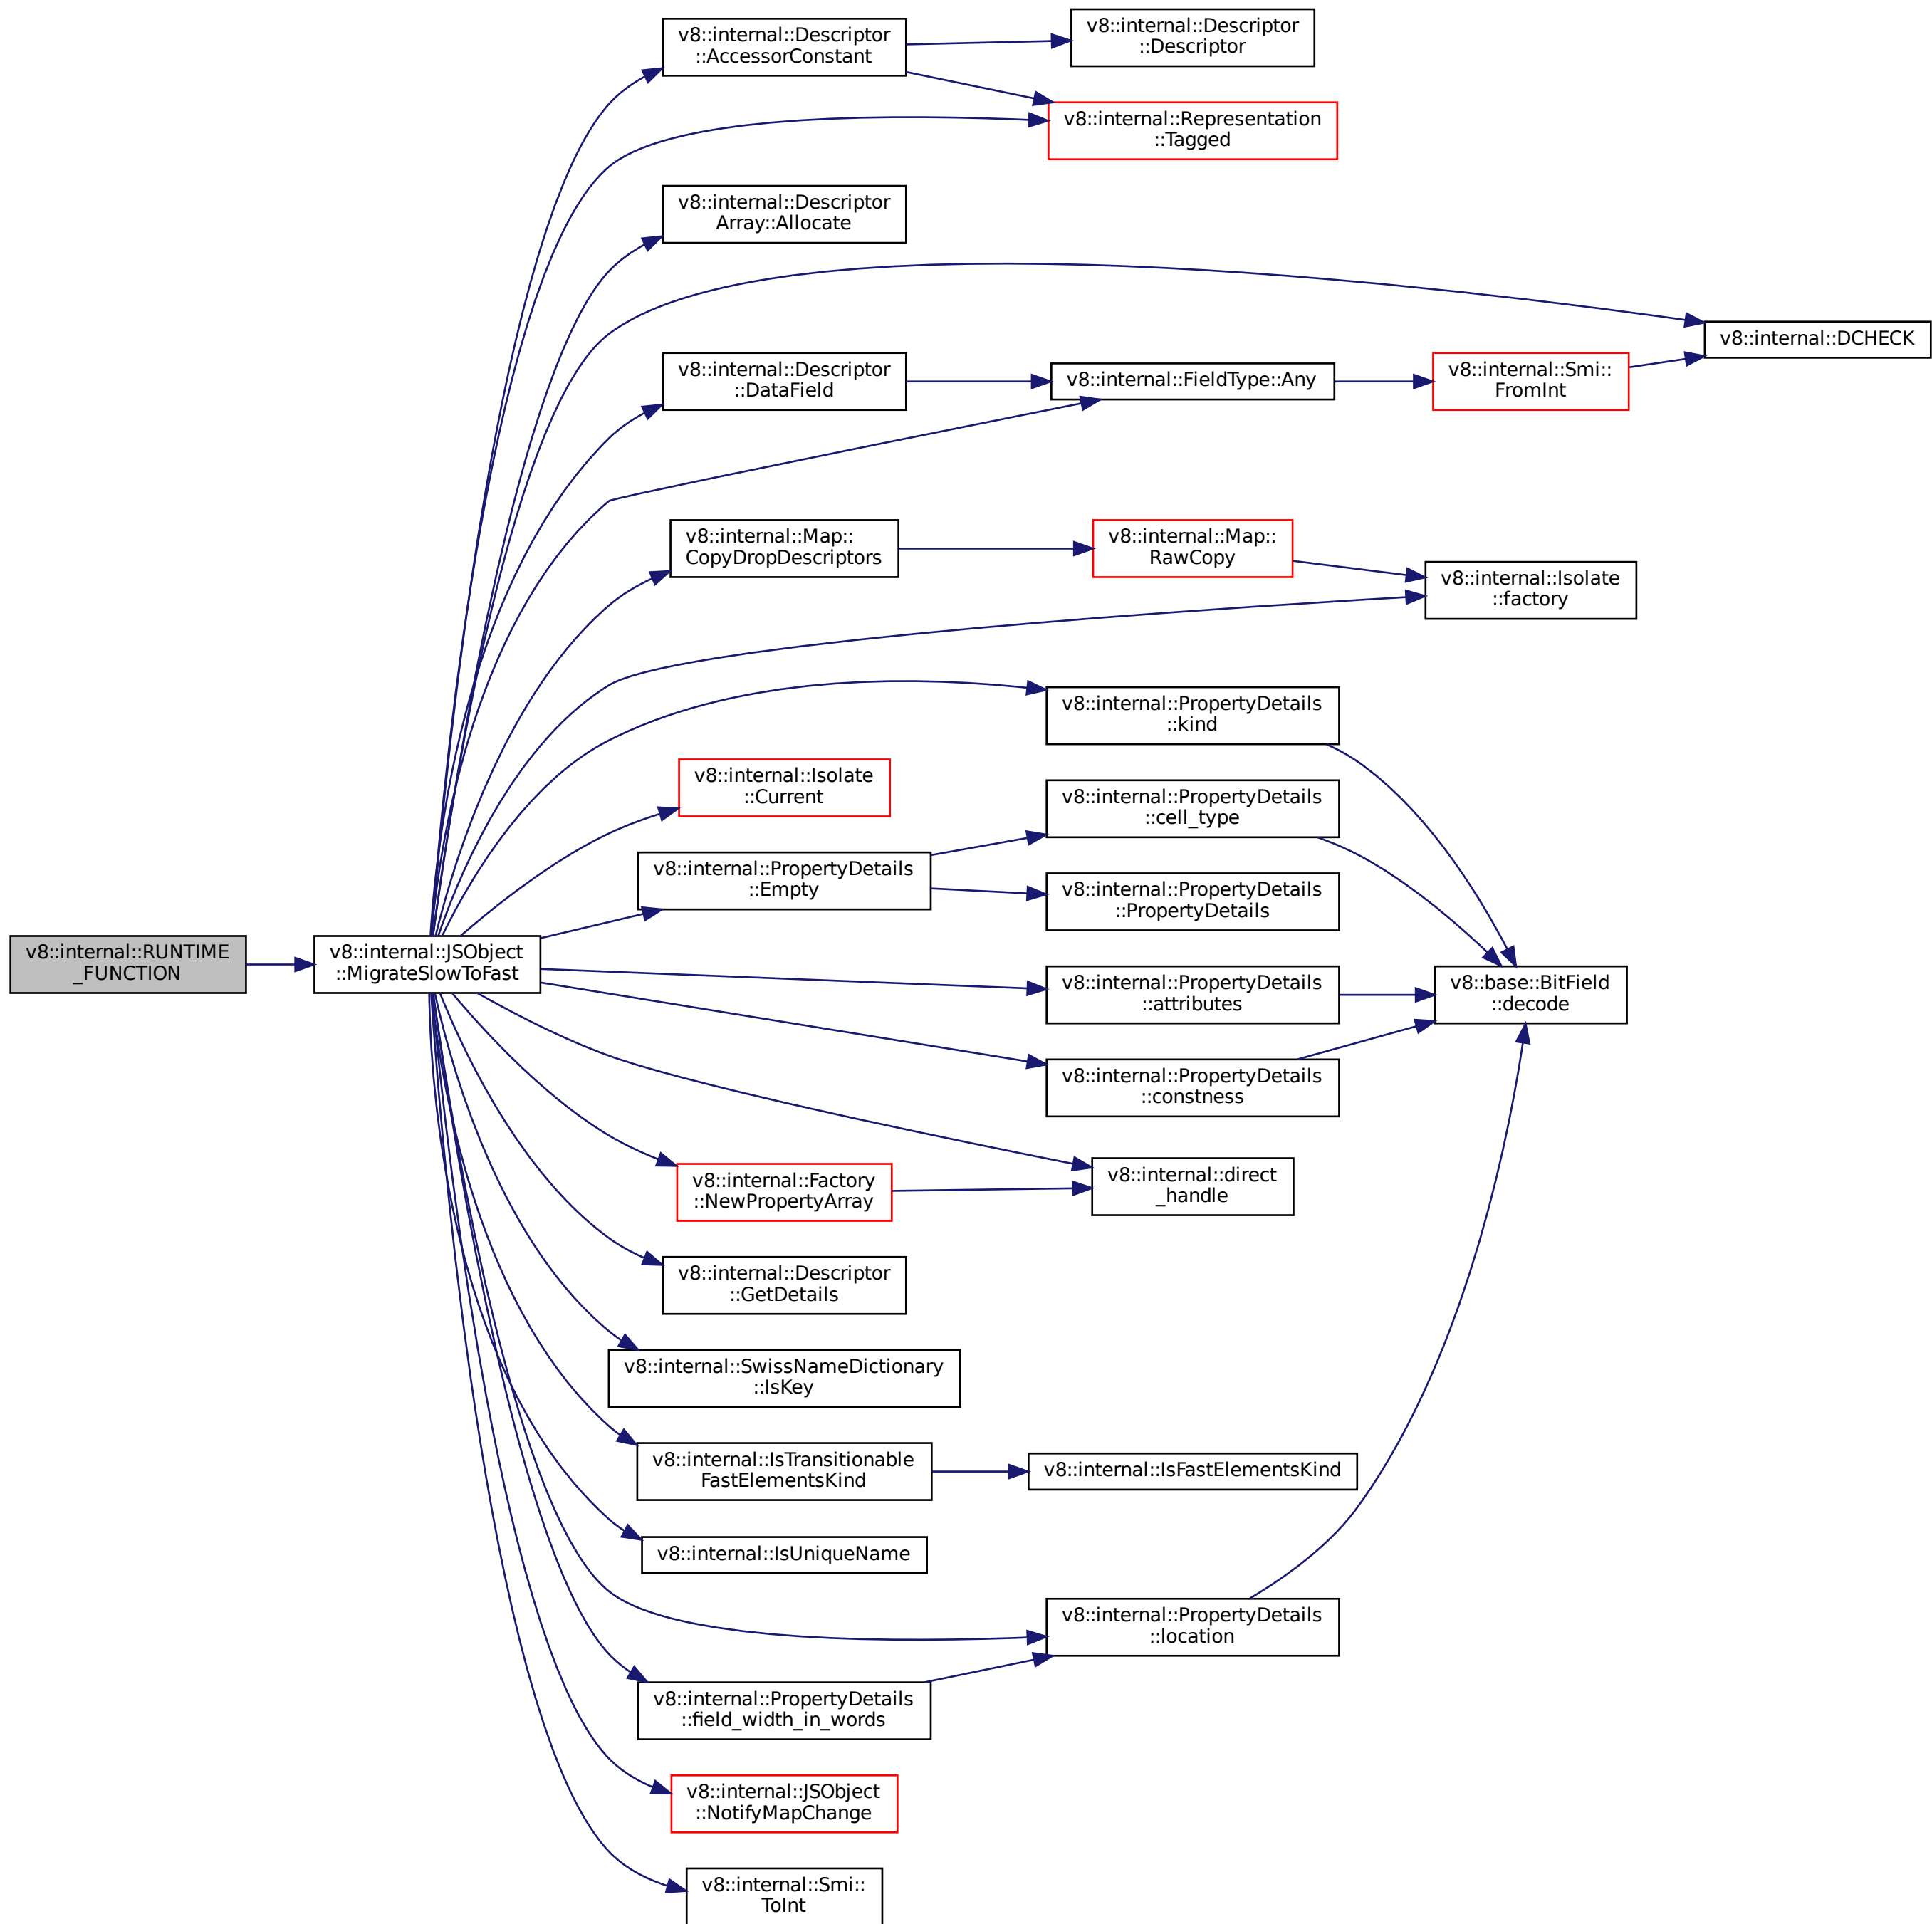 v8::internal::Descriptor
::AccessorConstant
v8::internal::Descriptor
::Descriptor
v8::internal::Representation
::Tagged
v8::internal::Descriptor
Array::Allocate
v8::internal::DCHECK
v8::internal::Descriptor
::DataField
v8::internal::FieldType::Any
v8::internal::Smi::
FromInt
v8::internal::Map::
CopyDropDescriptors
v8::internal::Map::
RawCopy
v8::internal::Isolate
::factory
v8::internal::PropertyDetails
::kind
v8::internal::Isolate
::Current
v8::internal::PropertyDetails
::cell_type
v8::internal::PropertyDetails
::Empty
v8::internal::PropertyDetails
::PropertyDetails
v8::internal::RUNTIME
_FUNCTION
v8::internal::JSObject
::MigrateSlowToFast
v8::internal::PropertyDetails
::attributes
v8::base::BitField
::decode
v8::internal::PropertyDetails
::constness
v8::internal::Factory
::NewPropertyArray
v8::internal::direct
_handle
v8::internal::Descriptor
::GetDetails
v8::internal::SwissNameDictionary
::IsKey
v8::internal::IsTransitionable
FastElementsKind
v8::internal::IsFastElementsKind
v8::internal::IsUniqueName
v8::internal::PropertyDetails
::location
v8::internal::PropertyDetails
::field_width_in_words
v8::internal::JSObject
::NotifyMapChange
v8::internal::Smi::
ToInt